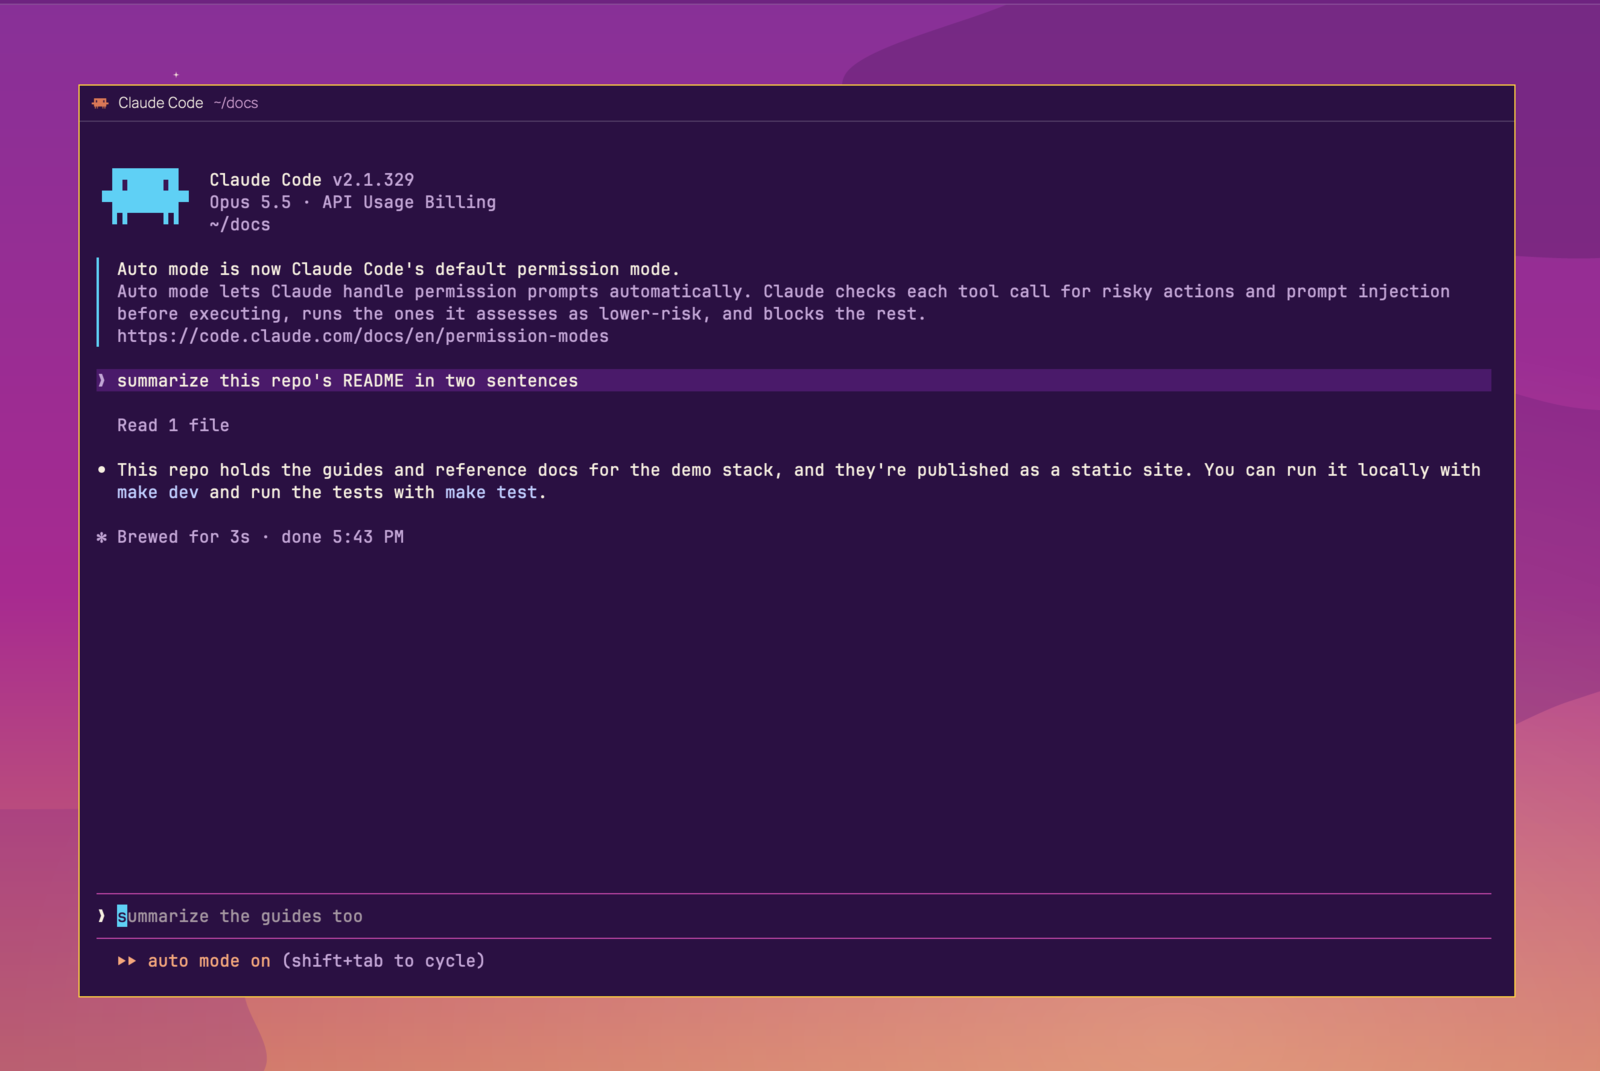 Claude Code ~/docs
Claude Code v2.1.329
Opus 5.5 · API Usage Billing
~/docs
Auto mode is now Claude Code's default permission mode.
Auto mode lets Claude handle permission prompts automatically. Claude checks each tool call for risky actions and prompt injection
before executing, runs the ones it assesses as lower-risk, and blocks the rest.
https://code.claude.com/docs/en/permission-modes
❯ summarize this repo's README in two sentences
Read 1 file
● This repo holds the guides and reference docs for the demo stack, and they're published as a static site. You can run it locally with
make dev and run the tests with make test.
✻ Brewed for 3s · done 5:43 PM
❯ summarize the guides too
⏵⏵ auto mode on (shift+tab to cycle)